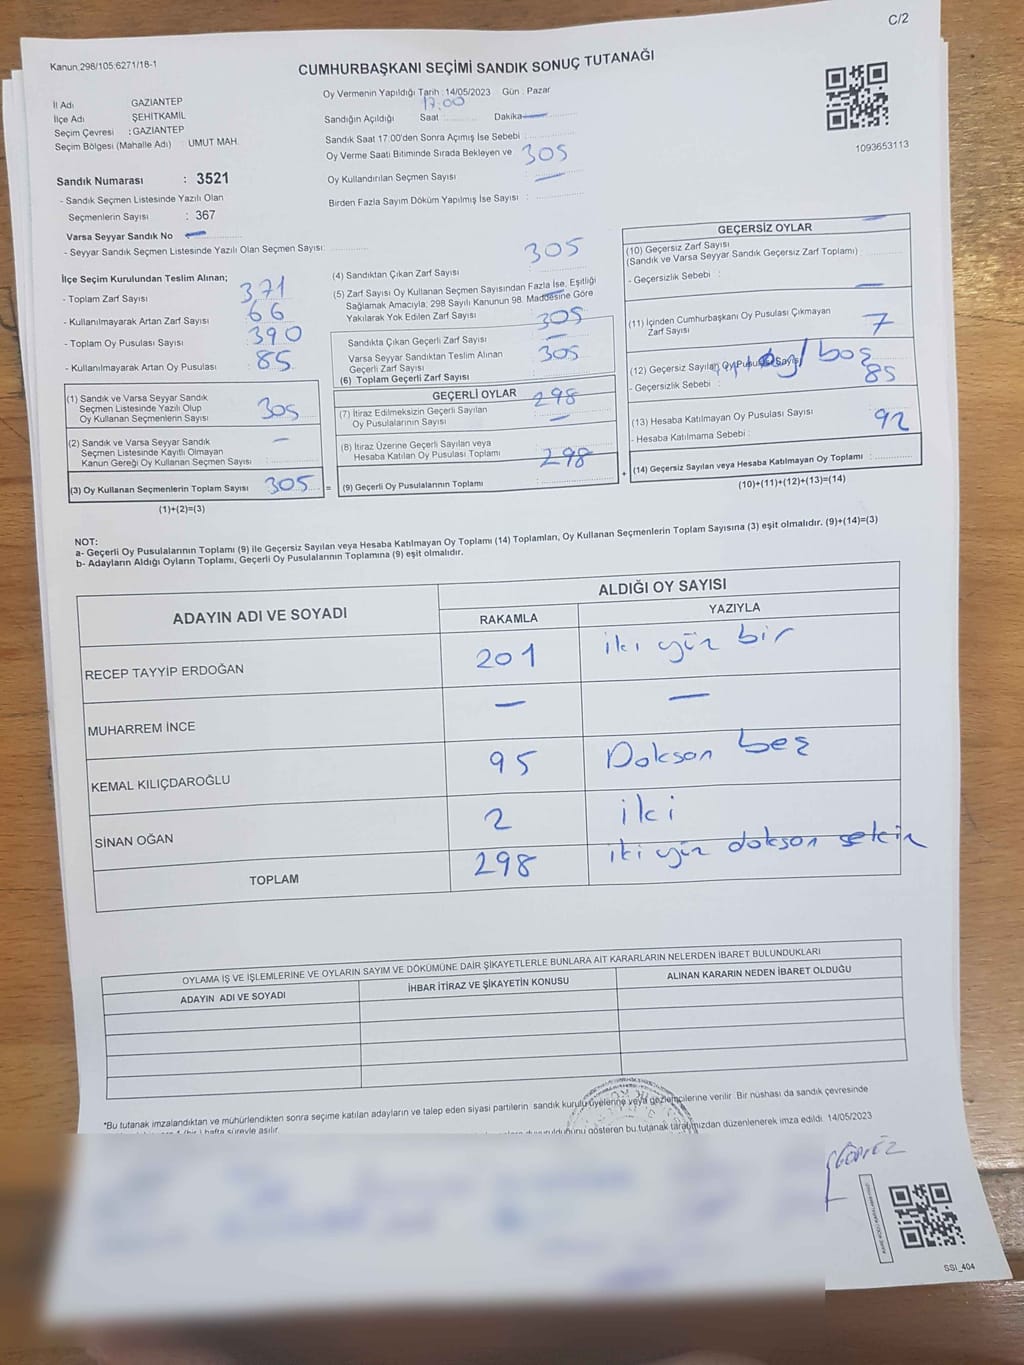 C/2
Kanun,298/105;6271/18-1
CUMHURBAŞKANI SEÇİMİ SANDIK SONUÇ TUTANAĞI
İl Adı GAZİANTEP
İlçe Adı ŞEHİTKAMİL
Seçim Çevresi : GAZİANTEP
Seçim Bölgesi (Mahalle Adı) : UMUT MAH.
Oy Vermenin Yapıldığı Tarih : 14/05/2023 Gün : Pazar
Sandığın Açıldığı Saat 17:00 Dakika —
Sandık Saat 17:00'den Sonra Açımış İse Sebebi :
Oy Verme Saati Bitiminde Sırada Bekleyen ve 305
Oy Kullandırılan Seçmen Sayısı —
Birden Fazla Sayım Döküm Yapılmış İse Sayısı :
1093653113
Sandık Numarası : 3521
- Sandık Seçmen Listesinde Yazılı Olan
Seçmenlerin Sayısı : 367
Varsa Seyyar Sandık No —
- Seyyar Sandık Seçmen Listesinde Yazılı Olan Seçmen Sayısı:
İlçe Seçim Kurulundan Teslim Alınan;
- Toplam Zarf Sayısı 371
- Kullanılmayarak Artan Zarf Sayısı 66
- Toplam Oy Pusulası Sayısı 390
- Kullanılmayarak Artan Oy Pusulası 85
(1) Sandık ve Varsa Seyyar Sandık
Seçmen Listesinde Yazılı Olup
Oy Kullanan Seçmenlerin Sayısı 305
(2) Sandık ve Varsa Seyyar Sandık
Seçmen Listesinde Kayıtlı Olmayan
Kanun Gereği Oy Kullanan Seçmen Sayısı —
(3) Oy Kullanan Seçmenlerin Toplam Sayısı 305
(1)+(2)=(3)
(4) Sandıktan Çıkan Zarf Sayısı 305
(5) Zarf Sayısı Oy Kullanan Seçmen Sayısından Fazla İse, Eşitliği
Sağlamak Amacıyla; 298 Sayılı Kanunun 98. Maddesine Göre
Yakılarak Yok Edilen Zarf Sayısı —
Sandıkta Çıkan Geçerli Zarf Sayısı 305
Varsa Seyyar Sandıktan Teslim Alınan
Geçerli Zarf Sayısı —
(6) Toplam Geçerli Zarf Sayısı 305
=
GEÇERLİ OYLAR
(7) İtiraz Edilmeksizin Geçerli Sayılan
Oy Pusulalarının Sayısı 298
(8) İtiraz Üzerine Geçerli Sayılan veya
Hesaba Katılan Oy Pusulası Toplamı —
(9) Geçerli Oy Pusulalarının Toplamı 298
+
GEÇERSİZ OYLAR
(10) Geçersiz Zarf Sayısı —
(Sandık ve Varsa Seyyar Sandık Geçersiz Zarf Toplamı)
- Geçersizlik Sebebi :
(11) İçinden Cumhurbaşkanı Oy Pusulası Çıkmayan
Zarf Sayısı —
(12) Geçersiz Sayılan Oy Pusulası Sayısı 7
- Geçersizlik Sebebi : boş
(13) Hesaba Katılmayan Oy Pusulası Sayısı 85
- Hesaba Katılmama Sebebi :
(14) Geçersiz Sayılan veya Hesaba Katılmayan Oy Toplamı : 92
(10)+(11)+(12)+(13)=(14)
NOT:
a- Geçerli Oy Pusulalarının Toplamı (9) ile Geçersiz Sayılan veya Hesaba Katılmayan Oy Toplamı (14) Toplamları, Oy Kullanan Seçmenlerin Toplam Sayısına (3) eşit olmalıdır. (9)+(14)=(3)
b- Adayların Aldığı Oyların Toplamı, Geçerli Oy Pusulalarının Toplamına (9) eşit olmalıdır.
ADAYIN ADI VE SOYADI
ALDIĞI OY SAYISI
RAKAMLA YAZIYLA
RECEP TAYYİP ERDOĞAN 201 iki yüz bir
MUHARREM İNCE — —
KEMAL KILIÇDAROĞLU 95 Doksan beş
SİNAN OĞAN 2 iki
TOPLAM 298 iki yüz doksan sekiz
OYLAMA İŞ VE İŞLEMLERİNE VE OYLARIN SAYIM VE DÖKÜMÜNE DAİR ŞİKAYETLERLE BUNLARA AİT KARARLARIN NELERDEN İBARET BULUNDUKLARI
ADAYIN ADI VE SOYADI İHBAR İTİRAZ VE ŞİKAYETİN KONUSU ALINAN KARARIN NEDEN İBARET OLDUĞU
*Bu tutanak imzalandıktan ve mühürlendikten sonra seçime katılan adayların ve talep eden siyasi partilerin sandık kurulu üyelerine veya gözlemcilerine verilir. Bir nüshası da sandık çevresinde
(bir) hafta süreyle asılır.
gösteren bu tutanak tarafımızdan düzenlenerek imza edildi. 14/05/2023
SSI_404